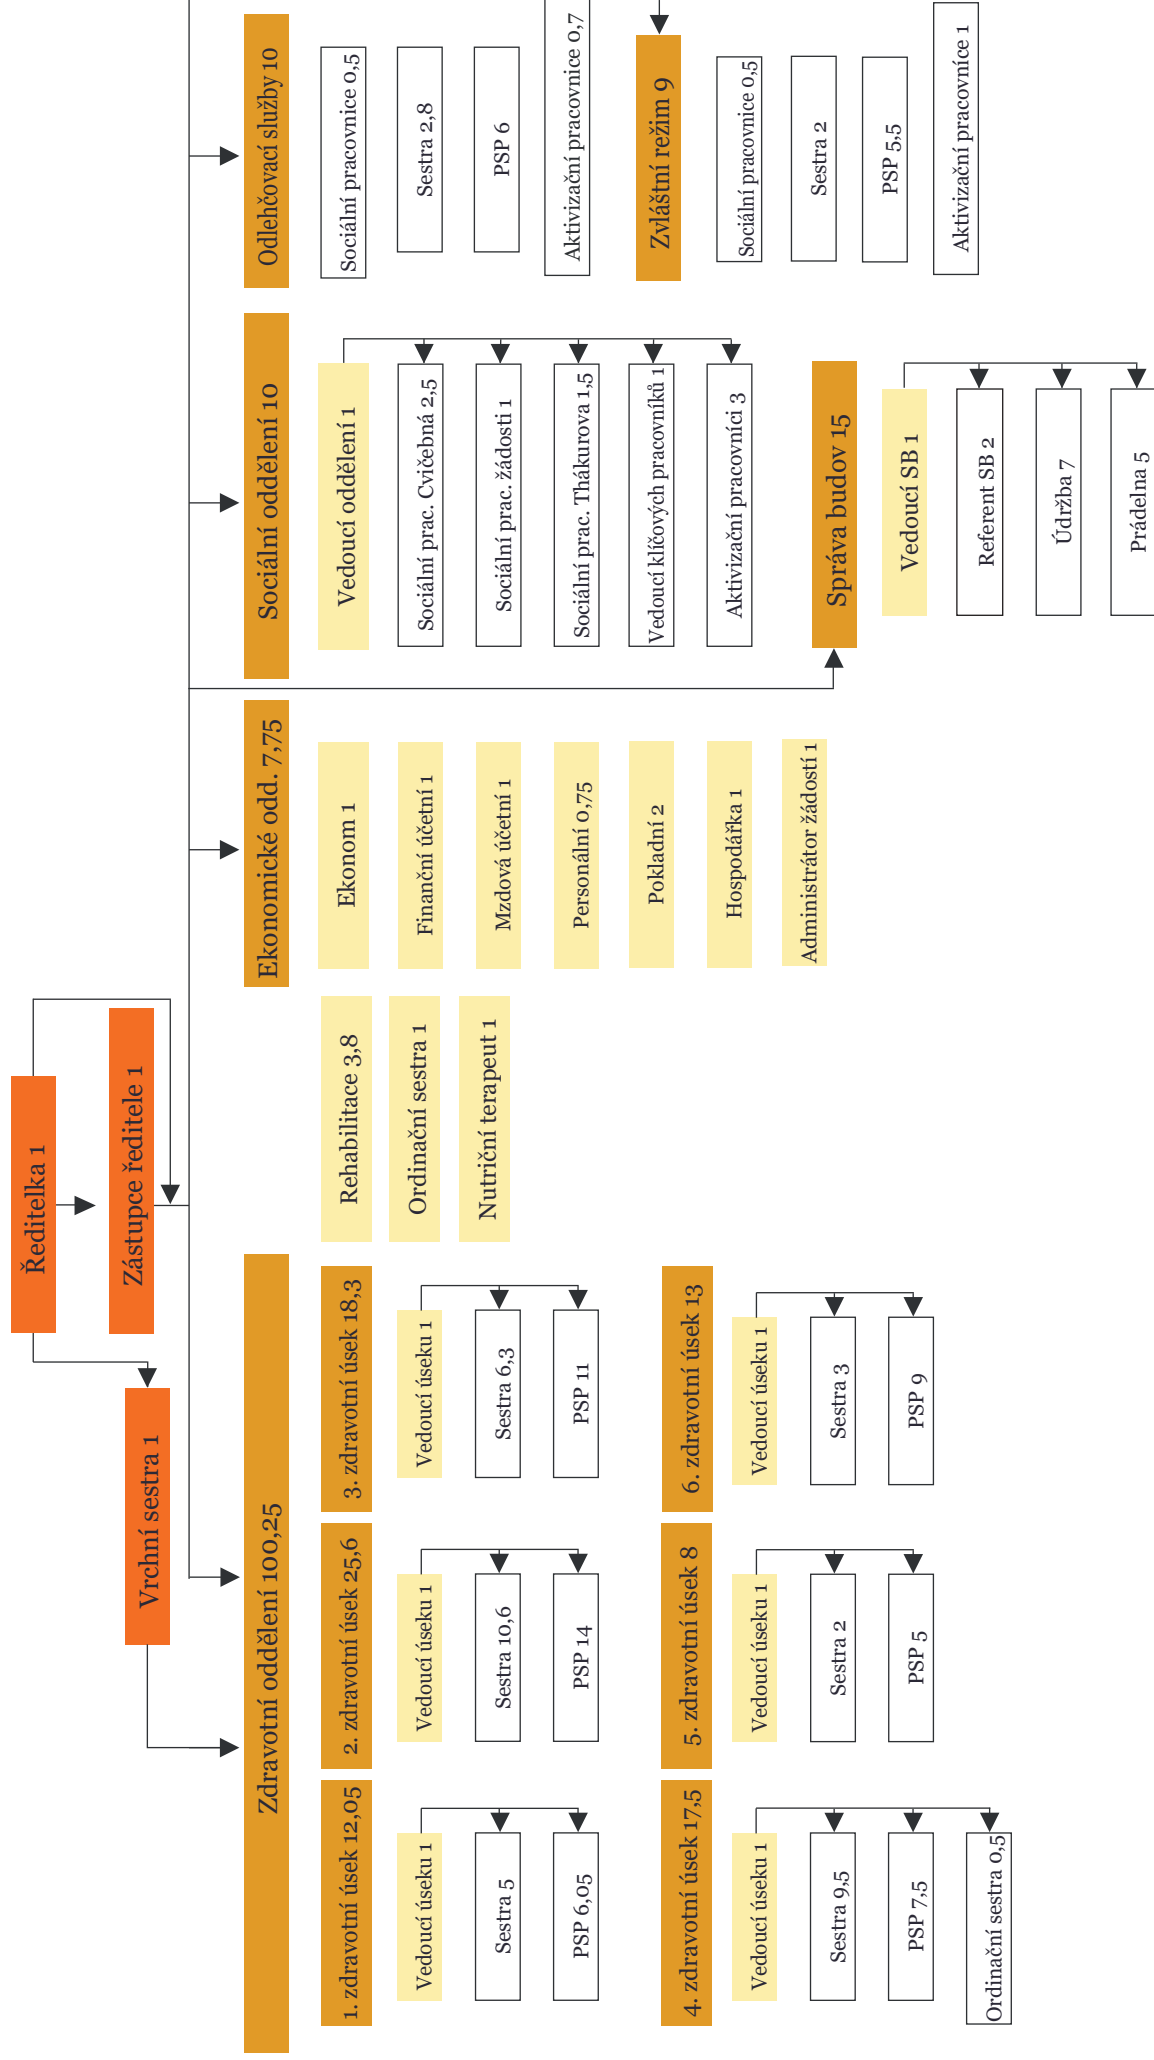 Ředitelka 1
Zástupce ředitele 1
Vrchní sestra 1
Zdravotní oddělení 100,25
1. zdravotní úsek 12,05
Vedoucí úseku 1
Sestra 5
PSP 6,05
2. zdravotní úsek 25,6
Vedoucí úseku 1
Sestra 10,6
PSP 14
3. zdravotní úsek 18,3
Vedoucí úseku 1
Sestra 6,3
PSP 11
4. zdravotní úsek 17,5
Vedoucí úseku 1
Sestra 9,5
PSP 7,5
Ordinační sestra 0,5
5. zdravotní úsek 8
Vedoucí úseku 1
Sestra 2
PSP 5
6. zdravotní úsek 13
Vedoucí úseku 1
Sestra 3
PSP 9
Rehabilitace 3,8
Ordinační sestra 1
Nutriční terapeut 1
Ekonomické odd. 7,75
Ekonom 1
Finanční účetní 1
Mzdová účetní 1
Personální 0,75
Pokladní 2
Hospodářka 1
Administrátor žádostí 1
Sociální oddělení 10
Vedoucí oddělení 1
Sociální prac. Cvičebná 2,5
Sociální prac. žádosti 1
Sociální prac. Thákurova 1,5
Vedoucí klíčových pracovníků 1
Aktivizační pracovníci 3
Správa budov 15
Vedoucí SB 1
Referent SB 2
Údržba 7
Prádelna 5
Odlehčovací služby 10
Sociální pracovnice 0,5
Sestra 2,8
PSP 6
Aktivizační pracovnice 0,7
Zvláštní režim 9
Sociální pracovnice 0,5
Sestra 2
PSP 5,5
Aktivizační pracovníce 1